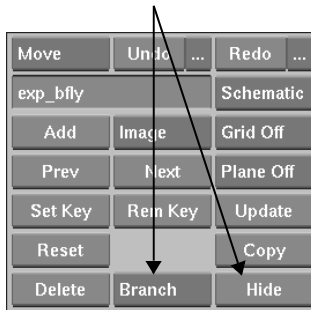 Move Undo ... Redo ...
exp_bfly Schematic
Add Image Grid Off
Prev Next Plane Off
Set Key Rem Key Update
Reset Copy
Delete Branch Hide